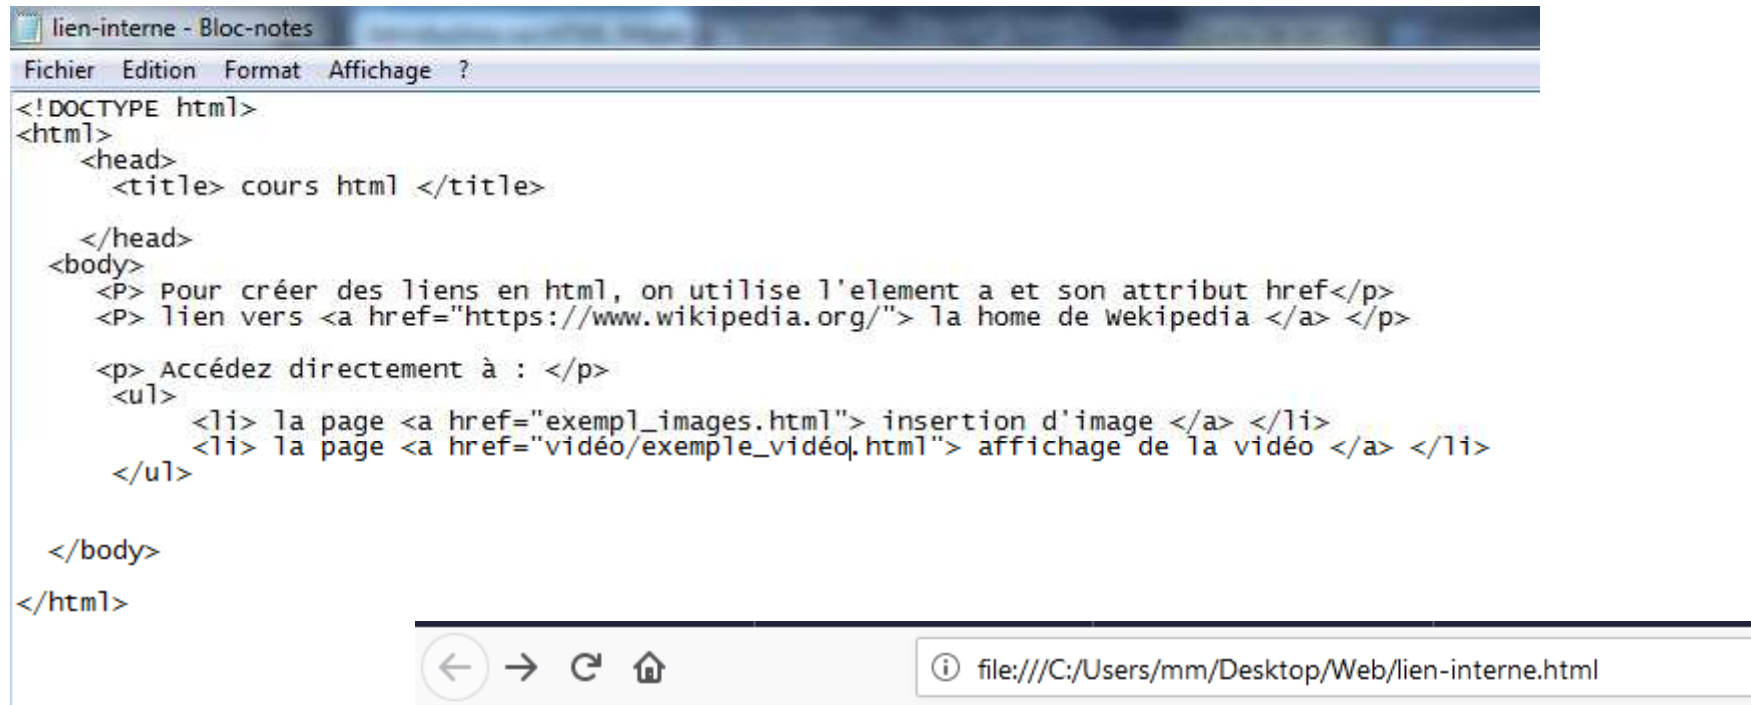 lien-interne - Bloc-notes
Fichier Edition Format Affichage ?
<!DOCTYPE html>
<html>
<head>
<title> cours html </title>
</head>
<body>
<P> Pour créer des liens en html, on utilise l'element a et son attribut href</p>
<P> lien vers <a href="https://www.wikipedia.org/"> la home de wekipedia </a> </p>
<p> Accédez directement à : </p>
<ul>
<li> la page <a href="exempl_images.html"> insertion d'image </a> </li>
<li> la page <a href="vidéo/exemple_vidéo.html"> affichage de la vidéo </a> </li>
</ul>
</body>
</html>
file:///C:/Users/mm/Desktop/Web/lien-interne.html